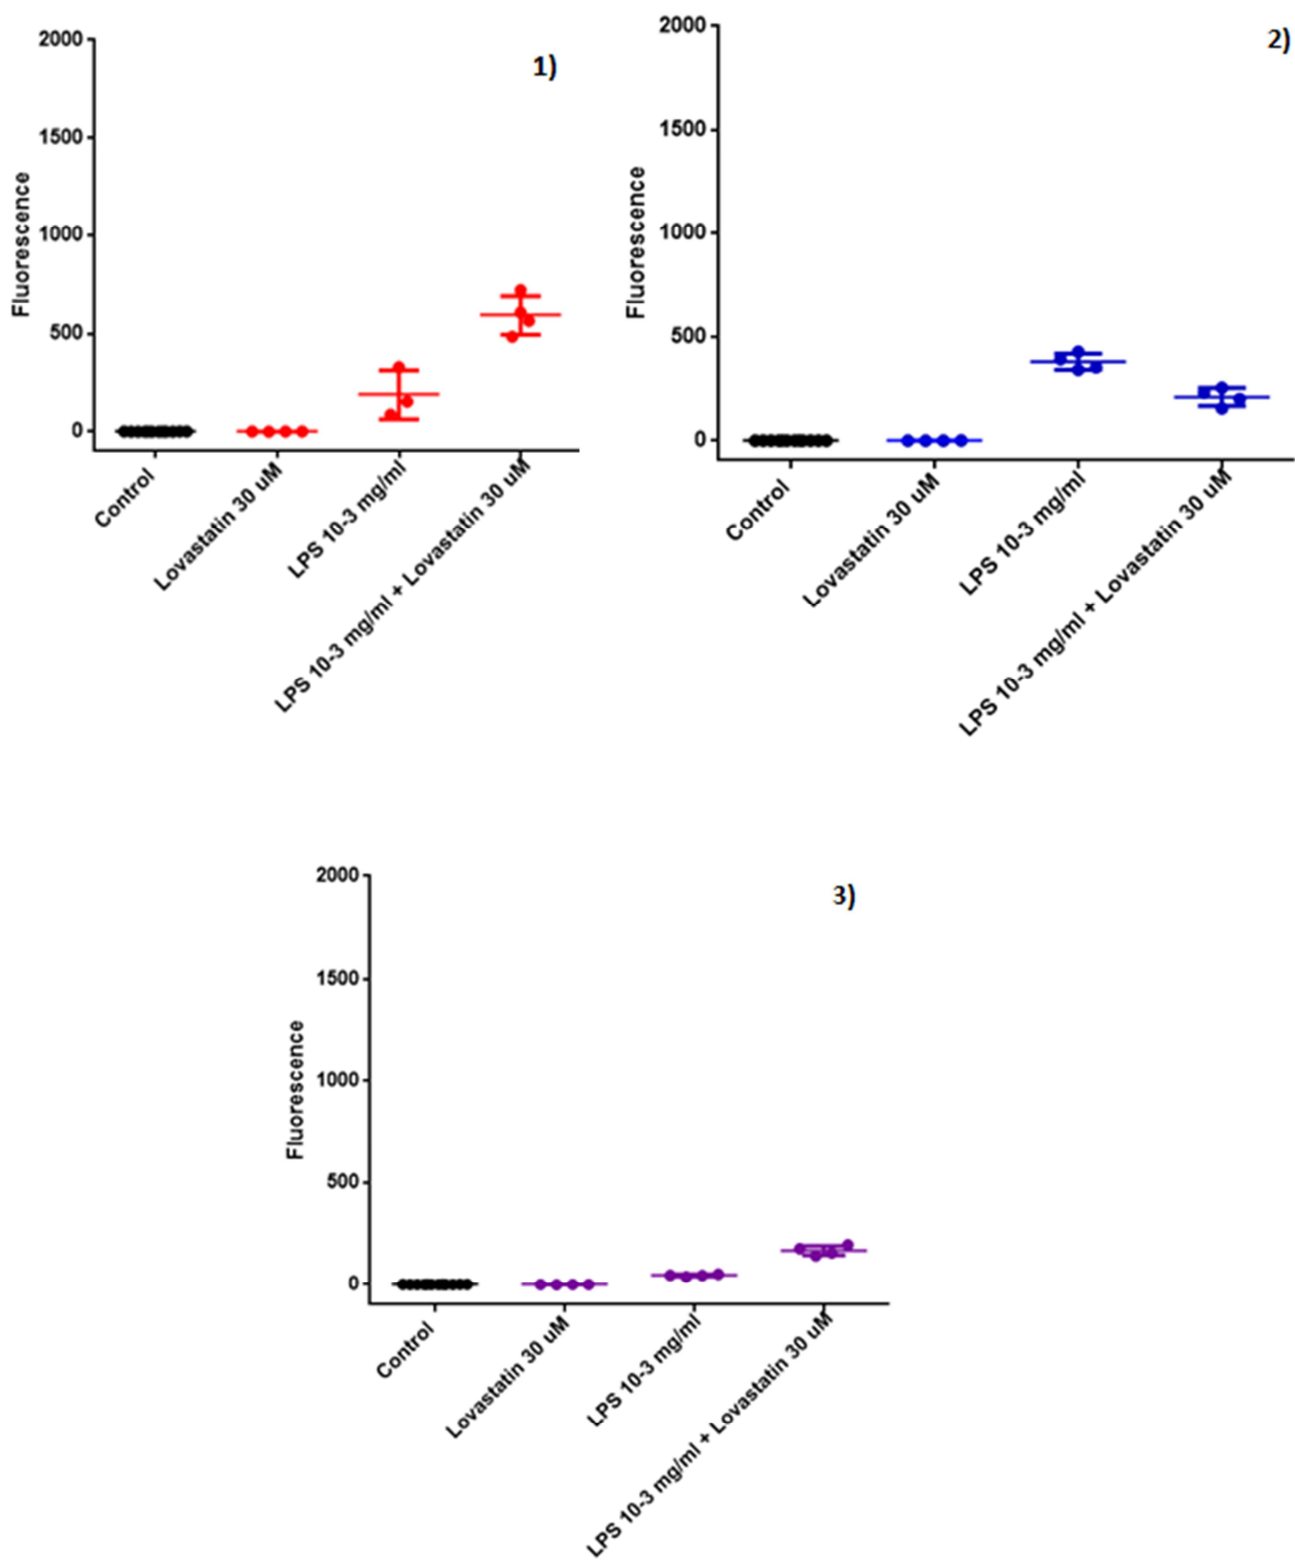 1)
2000
1500
1000
500
0
Fluorescence
Control
Lovastatin 30 uM
LPS 10-3 mg/ml
LPS 10-3 mg/ml + Lovastatin 30 uM
2)
2000
1500
1000
500
0
Fluorescence
Control
Lovastatin 30 uM
LPS 10-3 mg/ml
LPS 10-3 mg/ml + Lovastatin 30 uM
3)
2000
1500
1000
500
0
Fluorescence
Control
Lovastatin 30 uM
LPS 10-3 mg/ml
LPS 10-3 mg/ml + Lovastatin 30 uM